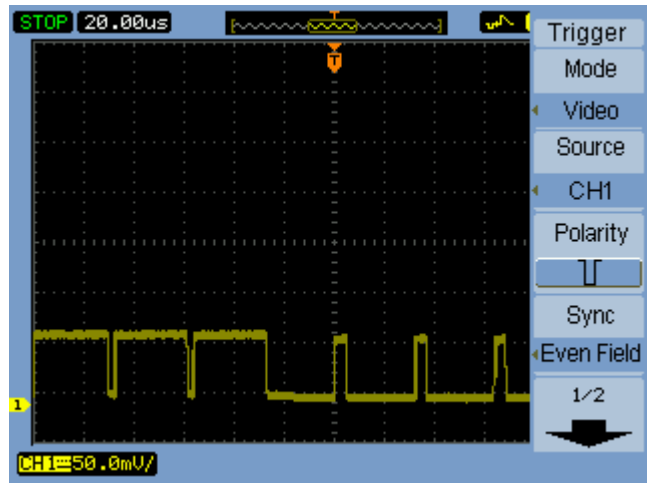 STOP 20.00us
T
Trigger
Mode
Video
Source
CH1
Polarity
Sync
Even Field
1/2
1
CH1 50.0mV/